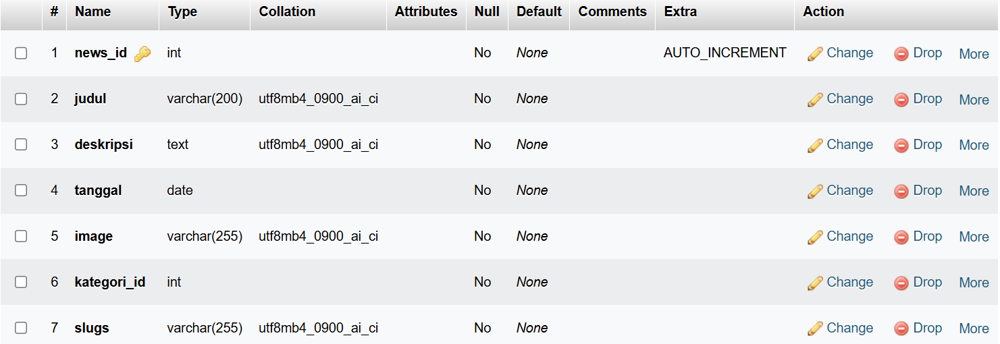 # Name Type Collation Attributes Null Default Comments Extra Action
1 news_id int No None AUTO_INCREMENT Change Drop More
2 judul varchar(200) utf8mb4_0900_ai_ci No None Change Drop More
3 deskripsi text utf8mb4_0900_ai_ci No None Change Drop More
4 tanggal date No None Change Drop More
5 image varchar(255) utf8mb4_0900_ai_ci No None Change Drop More
6 kategori_id int No None Change Drop More
7 slugs varchar(255) utf8mb4_0900_ai_ci No None Change Drop More